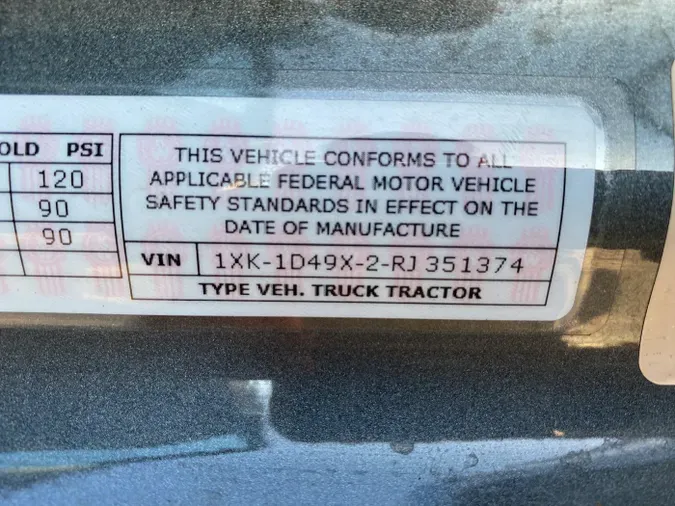 OLD PSI
120
90
90
THIS VEHICLE CONFORMS TO ALL
APPLICABLE FEDERAL MOTOR VEHICLE
SAFETY STANDARDS IN EFFECT ON THE
DATE OF MANUFACTURE
VIN 1XK-1D49X-2-RJ 351374
TYPE VEH. TRUCK TRACTOR